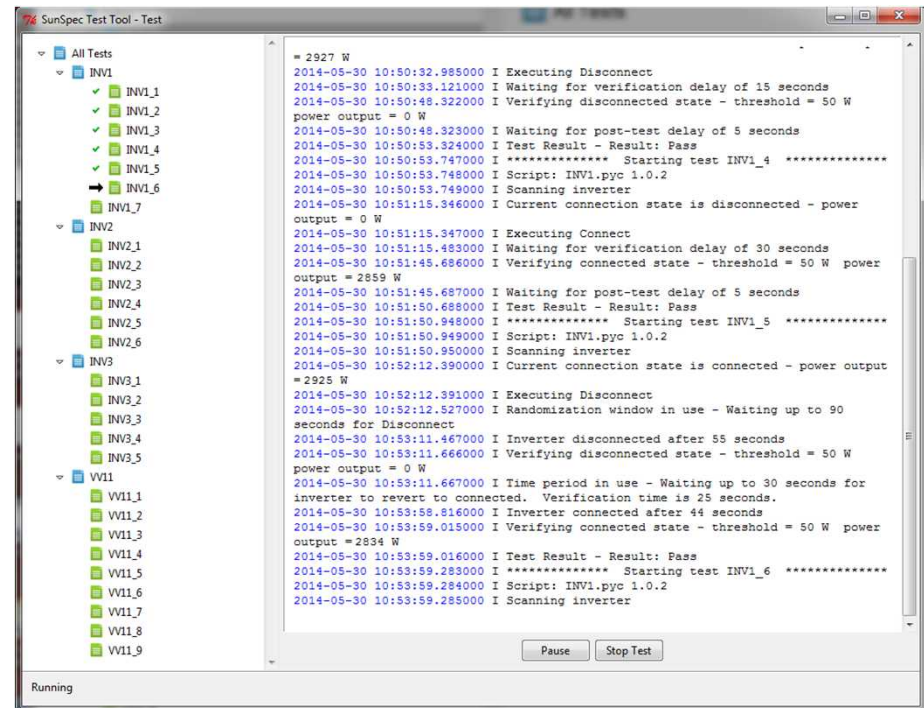 All Tests
SunSpec Test Tool - Test
All Tests
INV1
INV1_1
INV1_2
INV1_3
INV1_4
INV1_5
INV1_6
INV1_7
INV2
INV2_1
INV2_2
INV2_3
INV2_4
INV2_5
INV2_6
INV3
INV3_1
INV3_2
INV3_3
INV3_4
INV3_5
VV11
VV11_1
VV11_2
VV11_3
VV11_4
VV11_5
VV11_6
VV11_7
VV11_8
VV11_9
= 2927 W
2014-05-30 10:50:32.985000 I Executing Disconnect
2014-05-30 10:50:33.121000 I Waiting for verification delay of 15 seconds
2014-05-30 10:50:48.322000 I Verifying disconnected state - threshold = 50 W
power output = 0 W
2014-05-30 10:50:48.323000 I Waiting for post-test delay of 5 seconds
2014-05-30 10:50:53.324000 I Test Result - Result: Pass
2014-05-30 10:50:53.747000 I ************** Starting test INV1_4 **************
2014-05-30 10:50:53.748000 I Script: INV1.pyc 1.0.2
2014-05-30 10:50:53.749000 I Scanning inverter
2014-05-30 10:51:15.346000 I Current connection state is disconnected - power
output = 0 W
2014-05-30 10:51:15.347000 I Executing Connect
2014-05-30 10:51:15.483000 I Waiting for verification delay of 30 seconds
2014-05-30 10:51:45.686000 I Verifying connected state - threshold = 50 W power
output = 2859 W
2014-05-30 10:51:45.687000 I Waiting for post-test delay of 5 seconds
2014-05-30 10:51:50.688000 I Test Result - Result: Pass
2014-05-30 10:51:50.948000 I ************** Starting test INV1_5 **************
2014-05-30 10:51:50.949000 I Script: INV1.pyc 1.0.2
2014-05-30 10:51:50.950000 I Scanning inverter
2014-05-30 10:52:12.390000 I Current connection state is connected - power output
= 2925 W
2014-05-30 10:52:12.391000 I Executing Disconnect
2014-05-30 10:52:12.527000 I Randomization window in use - Waiting up to 90
seconds for Disconnect
2014-05-30 10:53:11.467000 I Inverter disconnected after 55 seconds
2014-05-30 10:53:11.666000 I Verifying disconnected state - threshold = 50 W
power output = 0 W
2014-05-30 10:53:11.667000 I Time period in use - Waiting up to 30 seconds for
inverter to revert to connected. Verification time is 25 seconds.
2014-05-30 10:53:58.816000 I Inverter connected after 44 seconds
2014-05-30 10:53:59.015000 I Verifying connected state - threshold = 50 W power
output = 2834 W
2014-05-30 10:53:59.016000 I Test Result - Result: Pass
2014-05-30 10:53:59.283000 I ************** Starting test INV1_6 **************
2014-05-30 10:53:59.284000 I Script: INV1.pyc 1.0.2
2014-05-30 10:53:59.285000 I Scanning inverter
Pause
Stop Test
Running